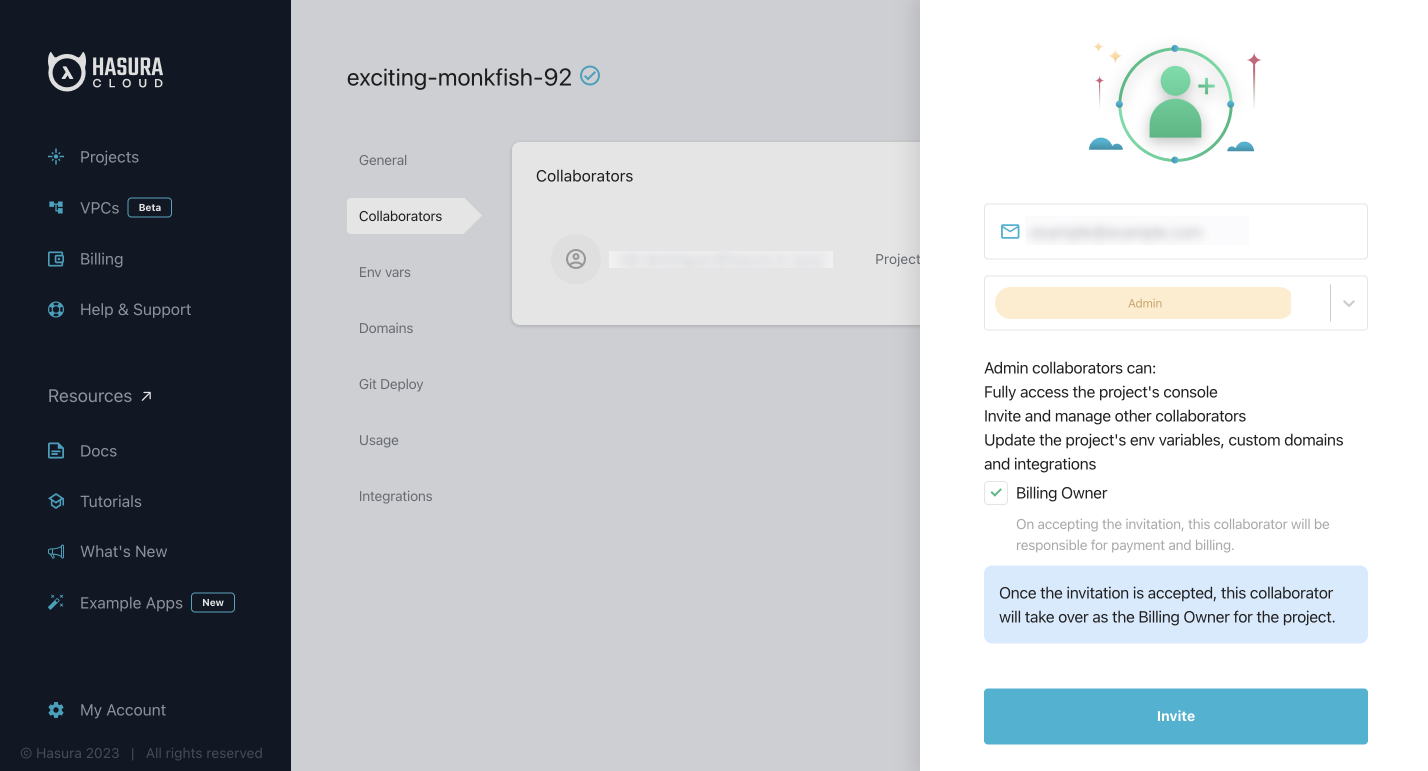 HASURA
CLOUD
Projects
VPCs Beta
Billing
Help & Support
Resources
Docs
Tutorials
What's New
Example Apps New
My Account
© Hasura 2023 | All rights reserved
exciting-monkfish-92
General
Collaborators
Env vars
Domains
Git Deploy
Usage
Integrations
Collaborators
Project
Admin
Admin collaborators can:
Fully access the project's console
Invite and manage other collaborators
Update the project's env variables, custom domains
and integrations
Billing Owner
On accepting the invitation, this collaborator will be
responsible for payment and billing.
Once the invitation is accepted, this collaborator
will take over as the Billing Owner for the project.
Invite